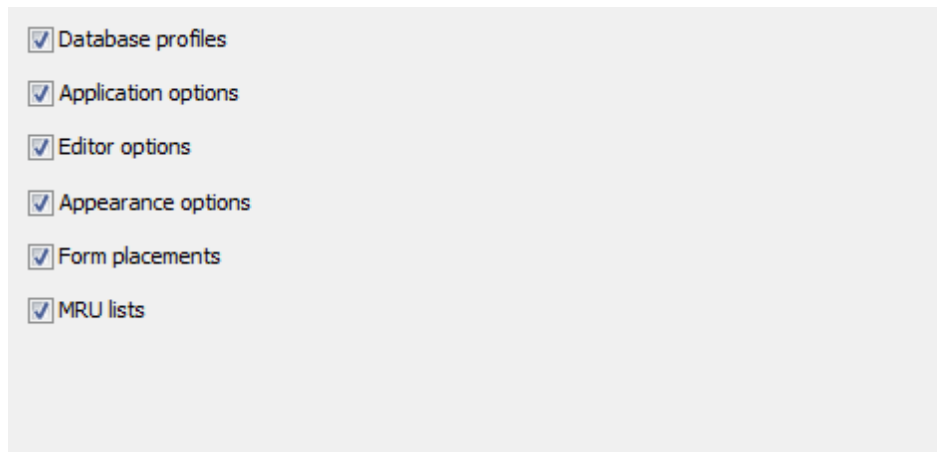 Database profiles
Application options
Editor options
Appearance options
Form placements
MRU lists